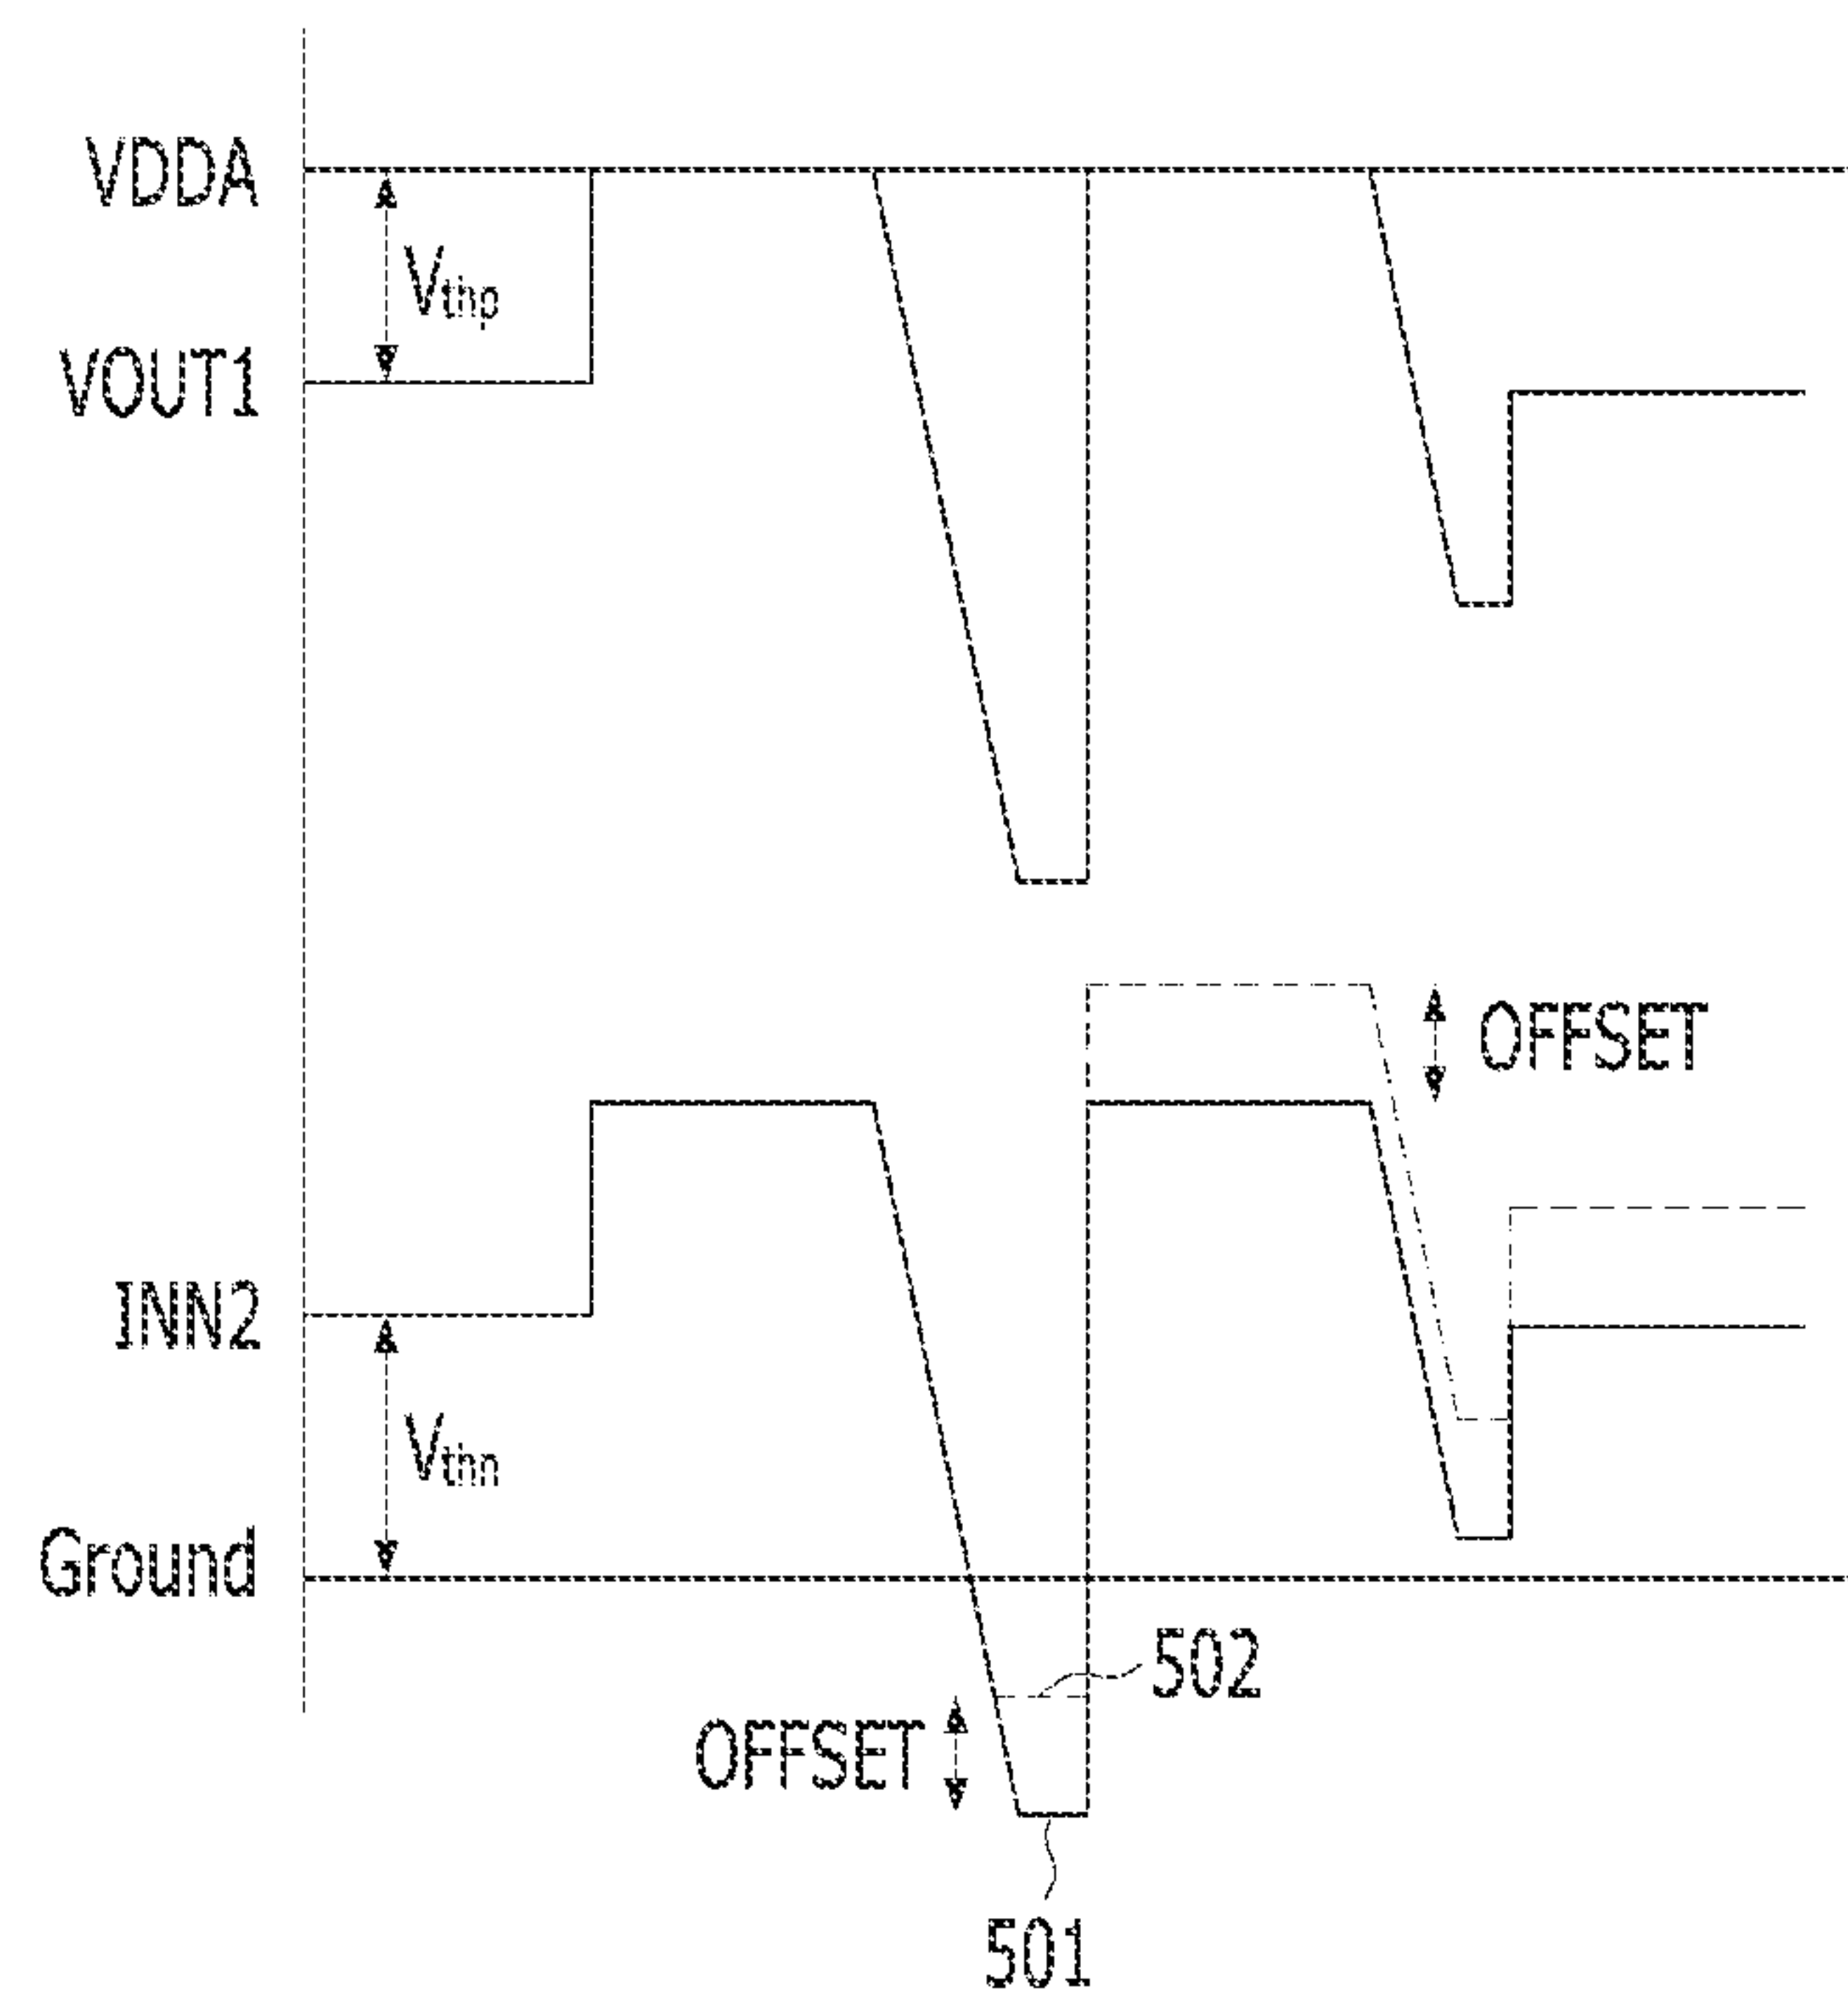 VDDA
Vthp
VOUT1
OFFSET
INN2
Vthn
Ground
502
OFFSET
501